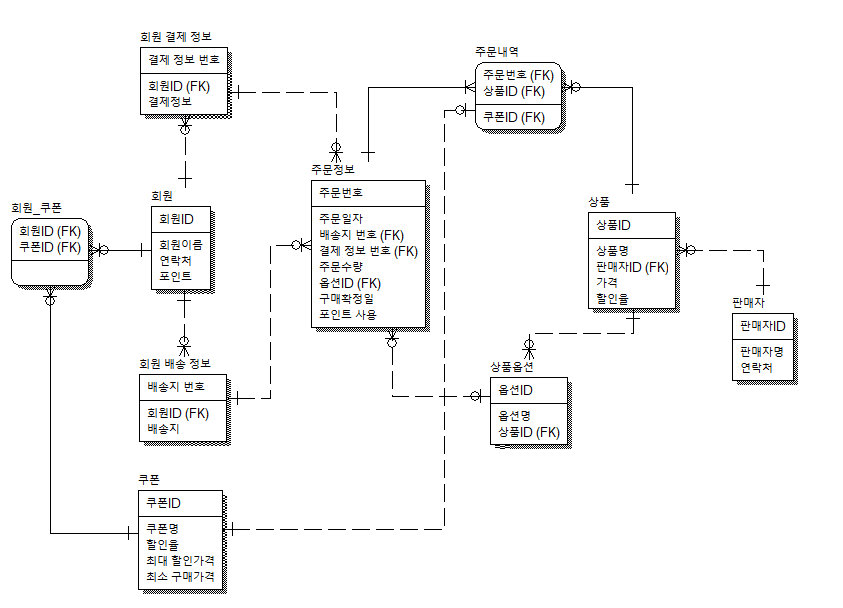 회원 결제 정보
결제 정보 번호
회원ID (FK)
결제정보
주문내역
주문번호 (FK)
상품ID (FK)
쿠폰ID (FK)
회원_쿠폰
회원ID (FK)
쿠폰ID (FK)
회원
회원ID
회원이름
연락처
포인트
주문정보
주문번호
주문일자
배송지 번호 (FK)
결제 정보 번호 (FK)
주문수량
옵션ID (FK)
구매확정일
포인트 사용
상품
상품ID
상품명
판매자ID (FK)
가격
할인율
판매자
판매자ID
판매자명
연락처
회원 배송 정보
배송지 번호
회원ID (FK)
배송지
상품옵션
옵션ID
옵션명
상품ID (FK)
쿠폰
쿠폰ID
쿠폰명
할인율
최대 할인가격
최소 구매가격